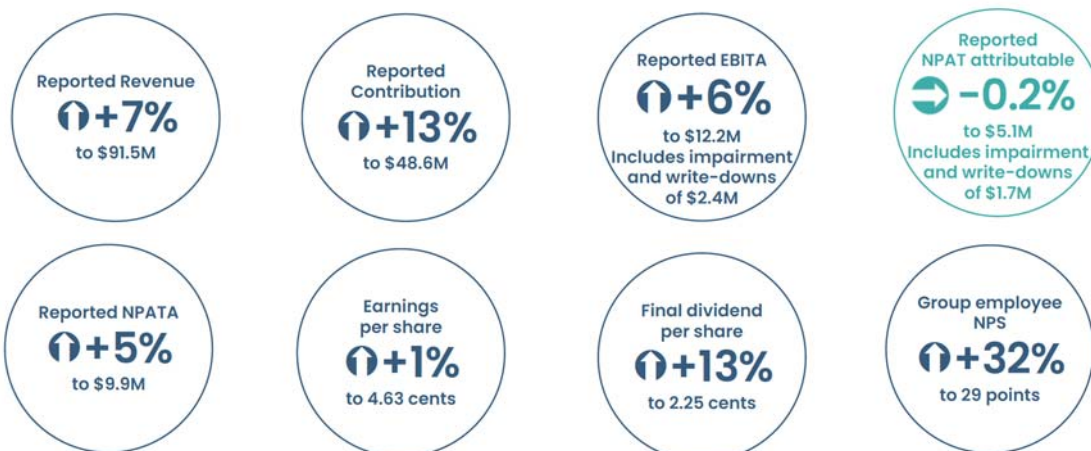 Reported Revenue
+7%
to $91.5M
Reported
Contribution
+13%
to $48.6M
Reported EBITA
+6%
to $12.2M
Includes impairment
and write-downs
of $2.4M
Reported
NPAT attributable
-0.2%
to $5.1M
Includes impairment
and write-downs
of $1.7M
Reported NPATA
+5%
to $9.9M
Earnings
per share
+1%
to 4.63 cents
Final dividend
per share
+13%
to 2.25 cents
Group employee
NPS
+32%
to 29 points